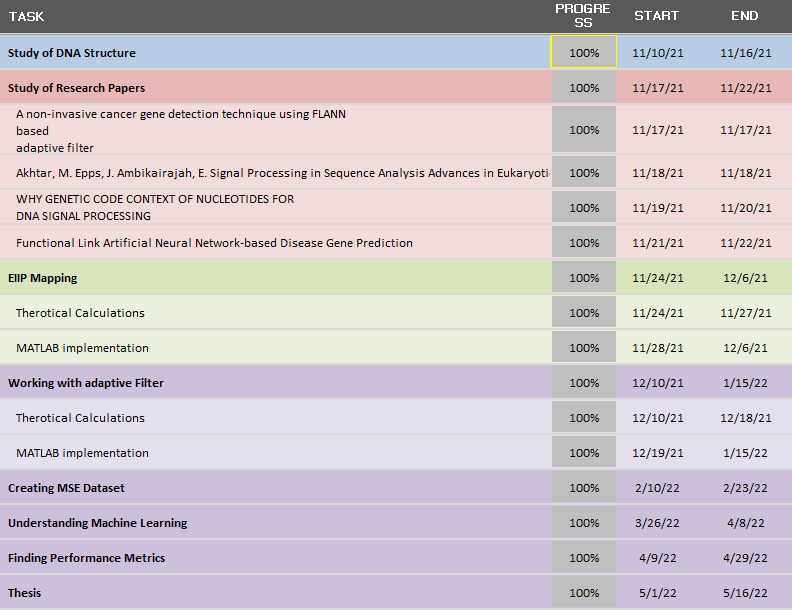 TASK PROGRE START END
SS
Study of DNA Structure 100% 11/10/21 11/16/21
Study of Research Papers 100% 11/17/21 11/22/21
A non-invasive cancer gene detection technique using FLANN
based 100% 11/17/21 11/17/21
adaptive filter
Akhtar, M. Epps, J. Ambikairajah, E. Signal Processing in Sequence Analysis Advances in Eukaryoti 100% 11/18/21 11/18/21
WHY GENETIC CODE CONTEXT OF NUCLEOTIDES FOR 100% 11/19/21 11/20/21
DNA SIGNAL PROCESSING
Functional Link Artificial Neural Network-based Disease Gene Prediction 100% 11/21/21 11/22/21
EIIP Mapping 100% 11/24/21 12/6/21
Therotical Calculations 100% 11/24/21 11/27/21
MATLAB implementation 100% 11/28/21 12/6/21
Working with adaptive Filter 100% 12/10/21 1/15/22
Therotical Calculations 100% 12/10/21 12/18/21
MATLAB implementation 100% 12/19/21 1/15/22
Creating MSE Dataset 100% 2/10/22 2/23/22
Understanding Machine Learning 100% 3/26/22 4/8/22
Finding Performance Metrics 100% 4/9/22 4/29/22
Thesis 100% 5/1/22 5/16/22